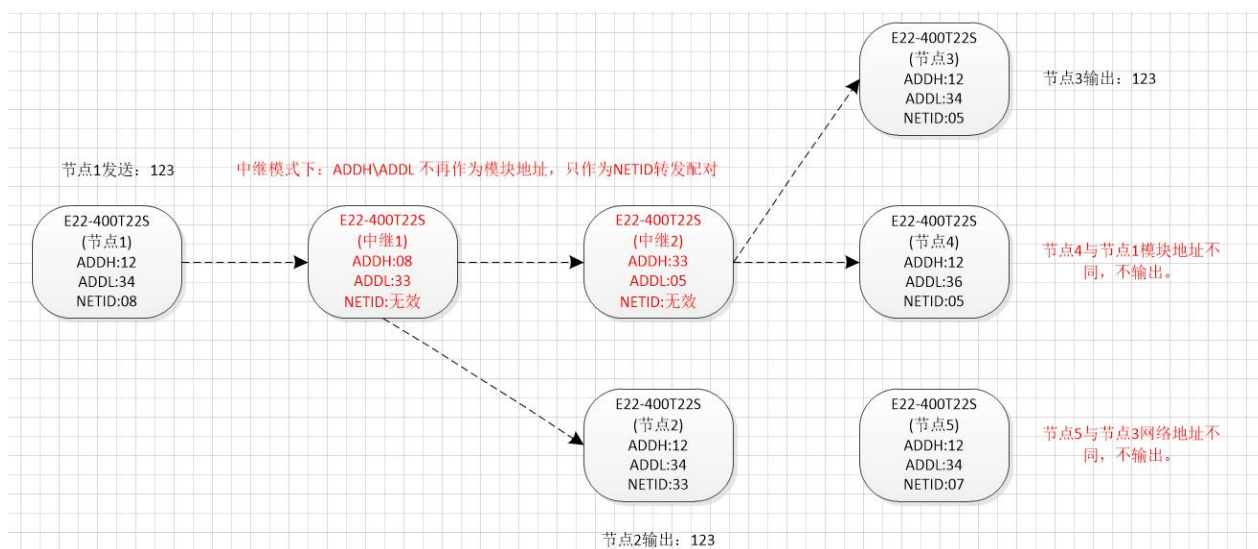 E22-400T22S
(节点3)
ADDH:12
ADDL:34
NETID:05
节点3输出：123
节点1发送：123
中继模式下：ADDH\ADDL 不再作为模块地址，只作为NETID转发配对
E22-400T22S
(节点1)
ADDH:12
ADDL:34
NETID:08
E22-400T22S
(中继1)
ADDH:08
ADDL:33
NETID:无效
E22-400T22S
(中继2)
ADDH:33
ADDL:05
NETID:无效
E22-400T22S
(节点4)
ADDH:12
ADDL:36
NETID:05
节点4与节点1模块地址不
同，不输出。
E22-400T22S
(节点2)
ADDH:12
ADDL:34
NETID:33
E22-400T22S
(节点5)
ADDH:12
ADDL:34
NETID:07
节点5与节点3网络地址不
同，不输出。
节点2输出：123